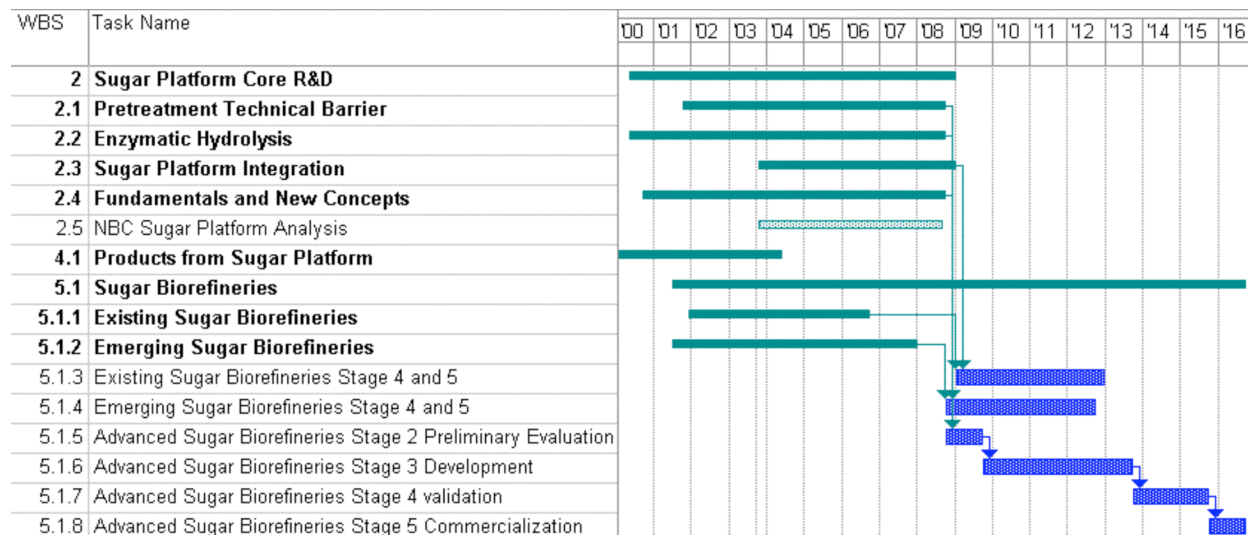 WBS Task Name '00 '01 '02 '03 '04 '05 '06 '07 '08 '09 '10 '11 '12 '13 '14 '15 '16
2 Sugar Platform Core R&D
2.1 Pretreatment Technical Barrier
2.2 Enzymatic Hydrolysis
2.3 Sugar Platform Integration
2.4 Fundamentals and New Concepts
2.5 NBC Sugar Platform Analysis
4.1 Products from Sugar Platform
5.1 Sugar Biorefineries
5.1.1 Existing Sugar Biorefineries
5.1.2 Emerging Sugar Biorefineries
5.1.3 Existing Sugar Biorefineries Stage 4 and 5
5.1.4 Emerging Sugar Biorefineries Stage 4 and 5
5.1.5 Advanced Sugar Biorefineries Stage 2 Preliminary Evaluation
5.1.6 Advanced Sugar Biorefineries Stage 3 Development
5.1.7 Advanced Sugar Biorefineries Stage 4 validation
5.1.8 Advanced Sugar Biorefineries Stage 5 Commercialization